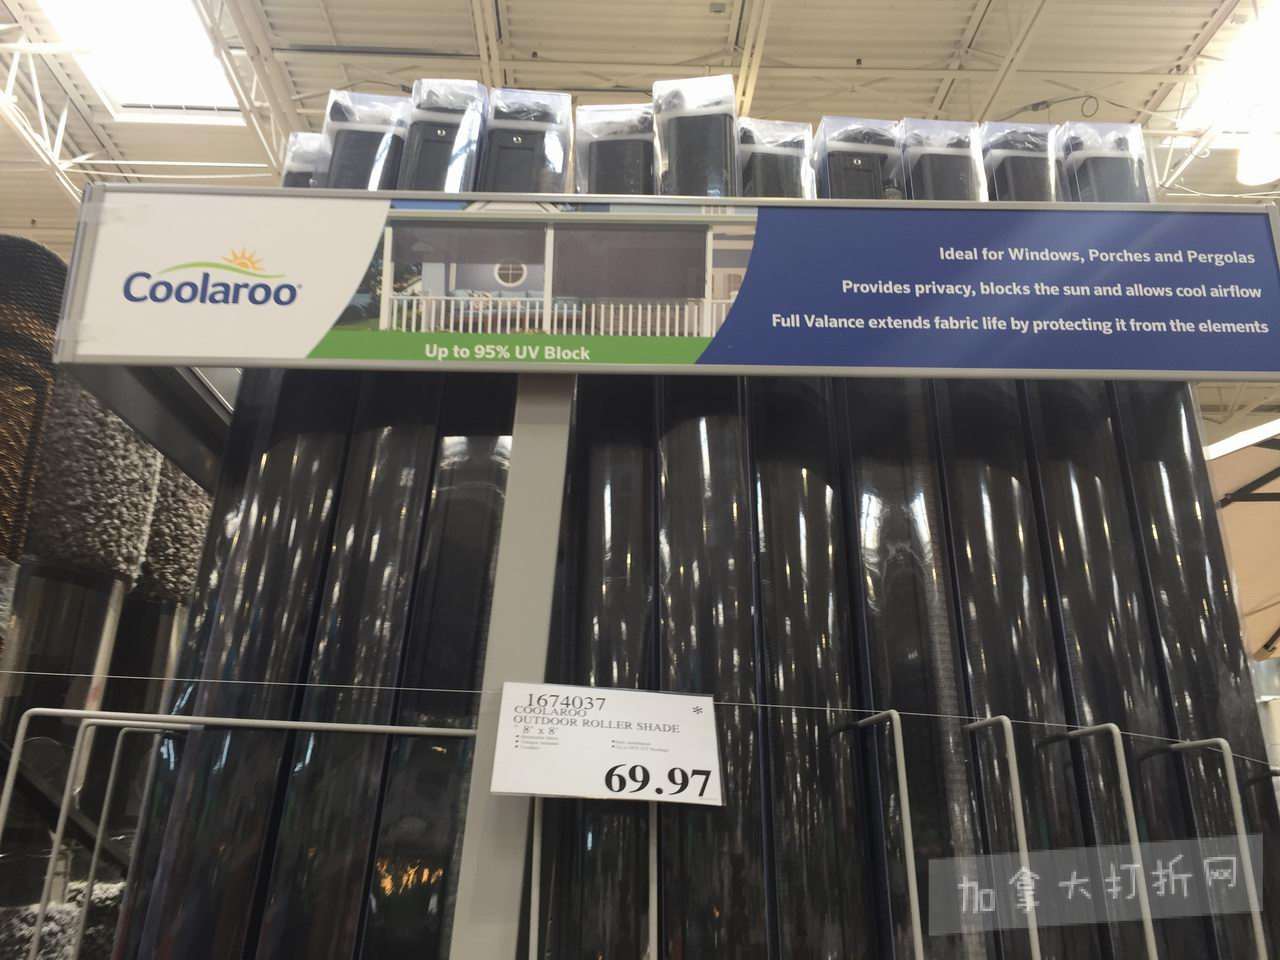 Coolaroo®
Up to 95% UV Block
Ideal for Windows, Porches and Pergolas
Provides privacy, blocks the sun and allows cool airflow
Full Valance extends fabric life by protecting it from the elements
1674037 *
COOLAROO
OUTDOOR ROLLER SHADE
8' x 8'
69.97
加拿大打折网